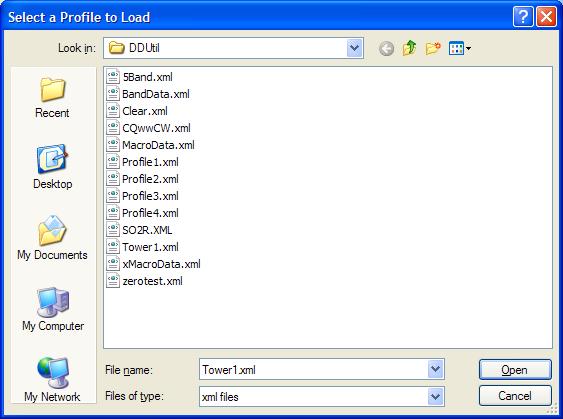 Select a Profile to Load
Look in: DDUtil
5Band.xml
BandData.xml
Clear.xml
CQwwCW.xml
MacroData.xml
Profile1.xml
Profile2.xml
Profile3.xml
Profile4.xml
SO2R.XML
Tower1.xml
xMacroData.xml
zerotest.xml
Recent
Desktop
My Documents
My Computer
My Network
File name: Tower1.xml Open
Files of type: xml files Cancel